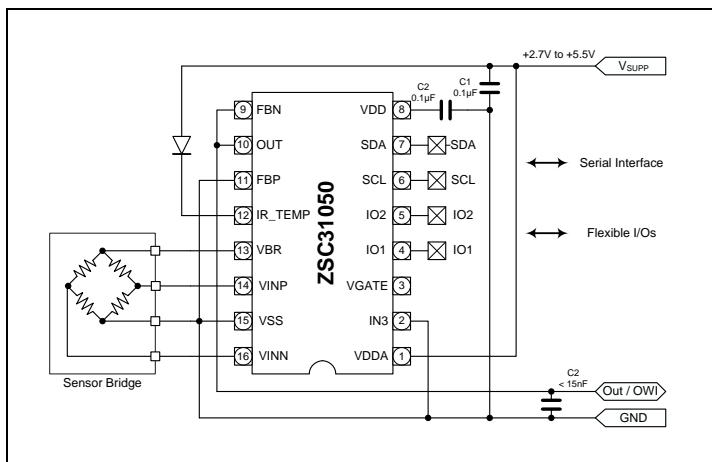 +2.7V to +5.5V
VSUPP
C2
0.1µF
C1
0.1µF
9 FBN
VDD 8
10 OUT
SDA 7 SDA
Serial Interface
11 FBP
SCL 6 SCL
12 IR_TEMP
IO2 5 IO2
ZSC31050
13 VBR
IO1 4 IO1
Flexible I/Os
14 VINP
VGATE 3
15 VSS
IN3 2
16 VINN
VDDA 1
Sensor Bridge
C2
< 15nF
Out / OWI
GND